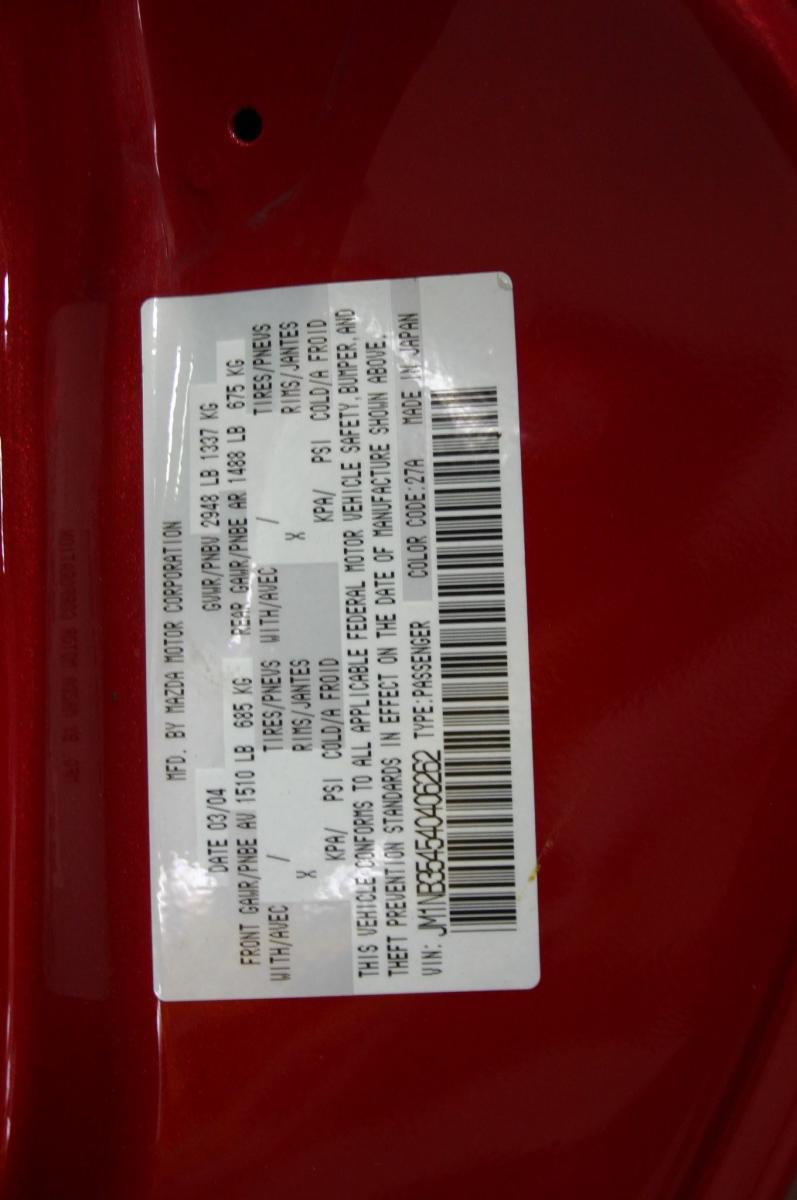 MFD. BY MAZDA MOTOR CORPORATION
DATE 03/04 GVWR/PNBV 2948 LB 1337 KG
FRONT GAWR/PNBE AV 1510 LB 685 KG REAR GAWR/PNBE AR 1488 LB 675 KG
WITH/AVEC / TIRES/PNEUS WITH/AVEC / TIRES/PNEUS
X RIMS/JANTES X RIMS/JANTES
KPA/ PSI COLD/A FROID KPA/ PSI COLD/A FROID
THIS VEHICLE CONFORMS TO ALL APPLICABLE FEDERAL MOTOR VEHICLE SAFETY, BUMPER, AND
THEFT PREVENTION STANDARDS IN EFFECT ON THE DATE OF MANUFACTURE SHOWN ABOVE.
VIN: JM1NB354540406262 TYPE:PASSENGER COLOR CODE:27A MADE IN JAPAN